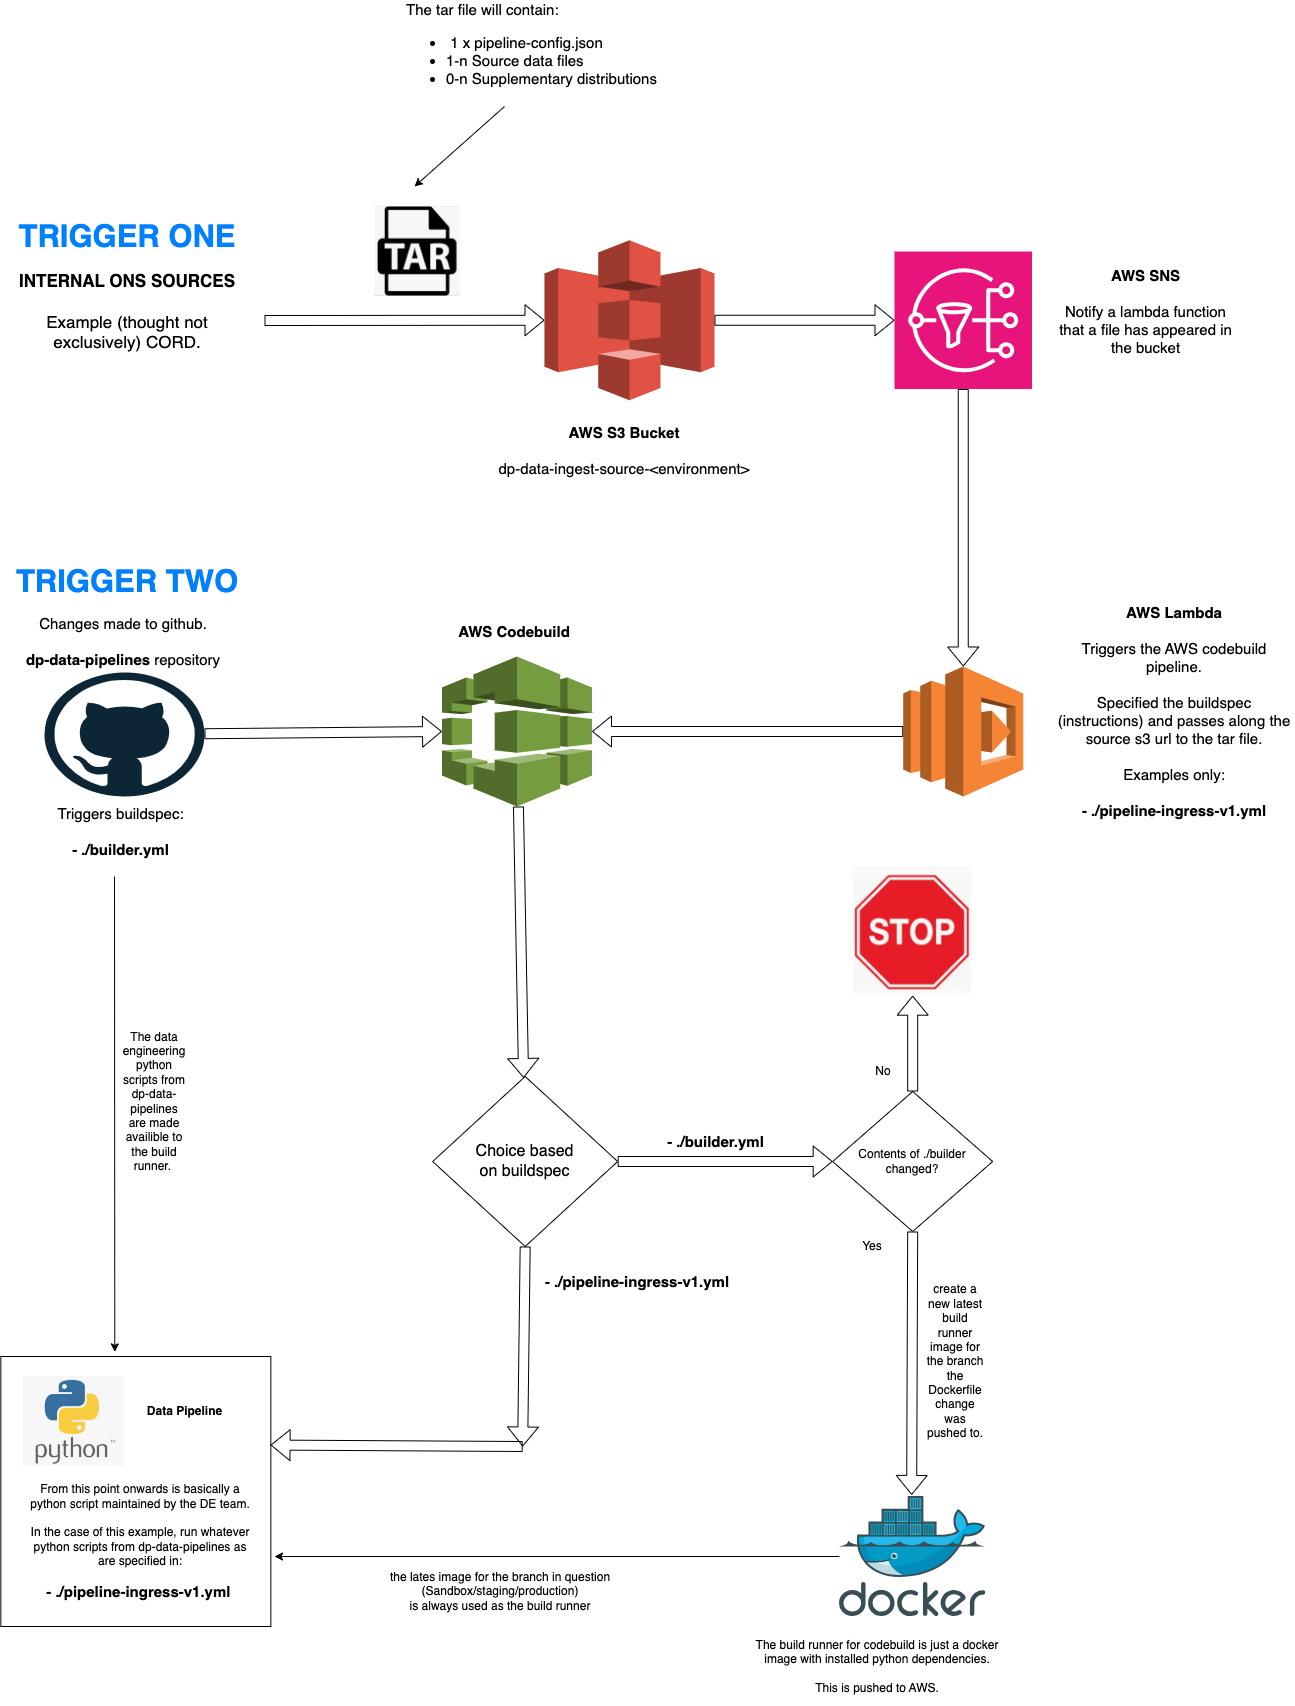 The tar file will contain:
1 x pipeline-config.json
1-n Source data files
0-n Supplementary distributions
TAR
TRIGGER ONE
INTERNAL ONS SOURCES
Example (thought not
exclusively) CORD.
AWS S3 Bucket
dp-data-ingest-source-<environment>
AWS SNS
Notify a lambda function
that a file has appeared in
the bucket
TRIGGER TWO
Changes made to github.
dp-data-pipelines repository
Triggers buildspec:
- ./builder.yml
AWS Codebuild
AWS Lambda
Triggers the AWS codebuild
pipeline.
Specified the buildspec
(instructions) and passes along the
source s3 url to the tar file.
Examples only:
- ./pipeline-ingress-v1.yml
STOP
No
The data
engineering
python
scripts from
dp-data-
pipelines
are made
availible to
the build
runner.
Choice based
on buildspec
- ./builder.yml
Contents of ./builder
changed?
Yes
- ./pipeline-ingress-v1.yml
create a
new latest
build
runner
image for
the branch
the
Dockerfile
change
was
pushed to.
python™
Data Pipeline
From this point onwards is basically a
python script maintained by the DE team.
In the case of this example, run whatever
python scripts from dp-data-pipelines as
are specified in:
- ./pipeline-ingress-v1.yml
the lates image for the branch in question
(Sandbox/staging/production)
is always used as the build runner
docker
The build runner for codebuild is just a docker
image with installed python dependencies.
This is pushed to AWS.